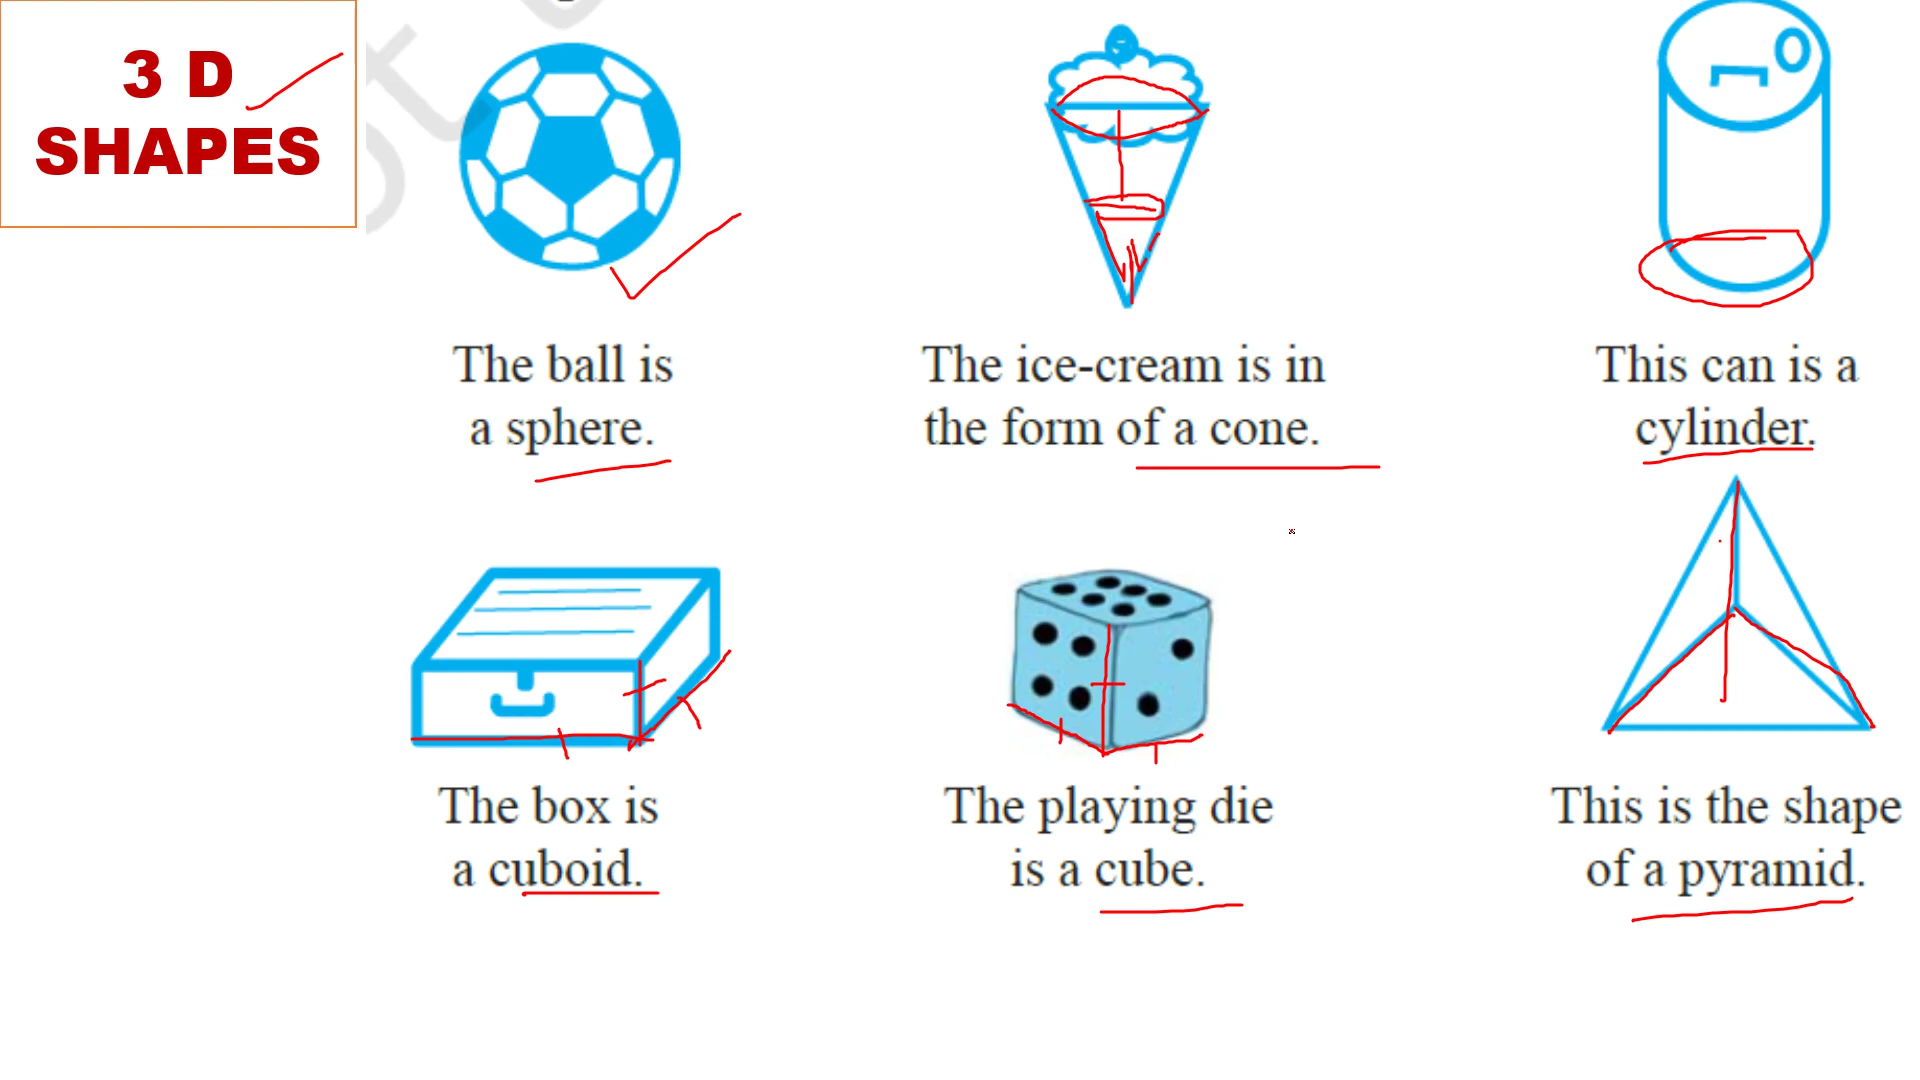 3 D
SHAPES
The ball is
a sphere.
The ice-cream is in
the form of a cone.
This can is a
cylinder.
The box is
a cuboid.
The playing die
is a cube.
This is the shape
of a pyramid.